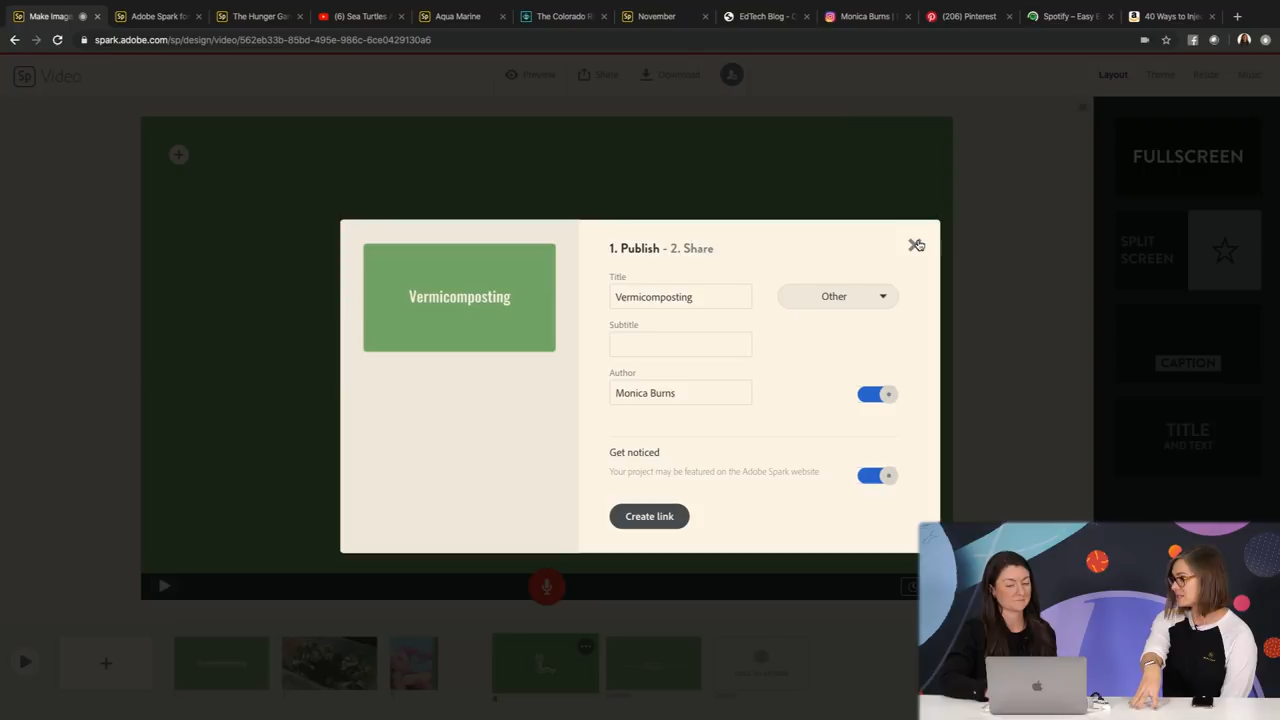 Make Imag
Adobe Spark for
The Hunger Ga
(6) Sea Turtles
Aqua Marine
The Colorado R
November
EdTech Blog - C
Monica Burns |
(206) Pinterest
Spotify – Easy E
40 Ways to Inje
spark.adobe.com/sp/design/video/562eb33b-85bd-495e-986c-6ce0429130a6
Sp Video
Preview
Share
Download
Layout
Theme
Resize
Music
FULLSCREEN
SPLIT
SCREEN
CAPTION
TITLE
AND TEXT
Vermicomposting
1. Publish - 2. Share
Title
Vermicomposting
Other
Subtitle
Author
Monica Burns
Get noticed
Your project may be featured on the Adobe Spark website.
Create link